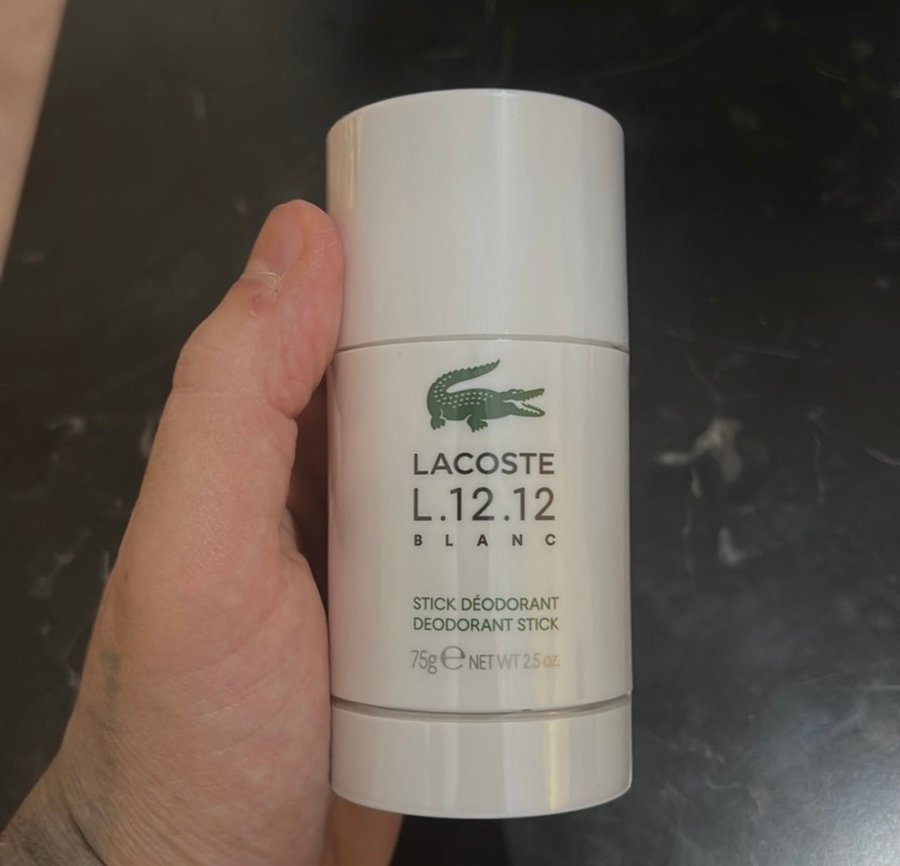 LACOSTE
L.12.12
BLANC
STICK DÉODORANT
DEODORANT STICK
75g ℮ NET WT 2.5 oz.